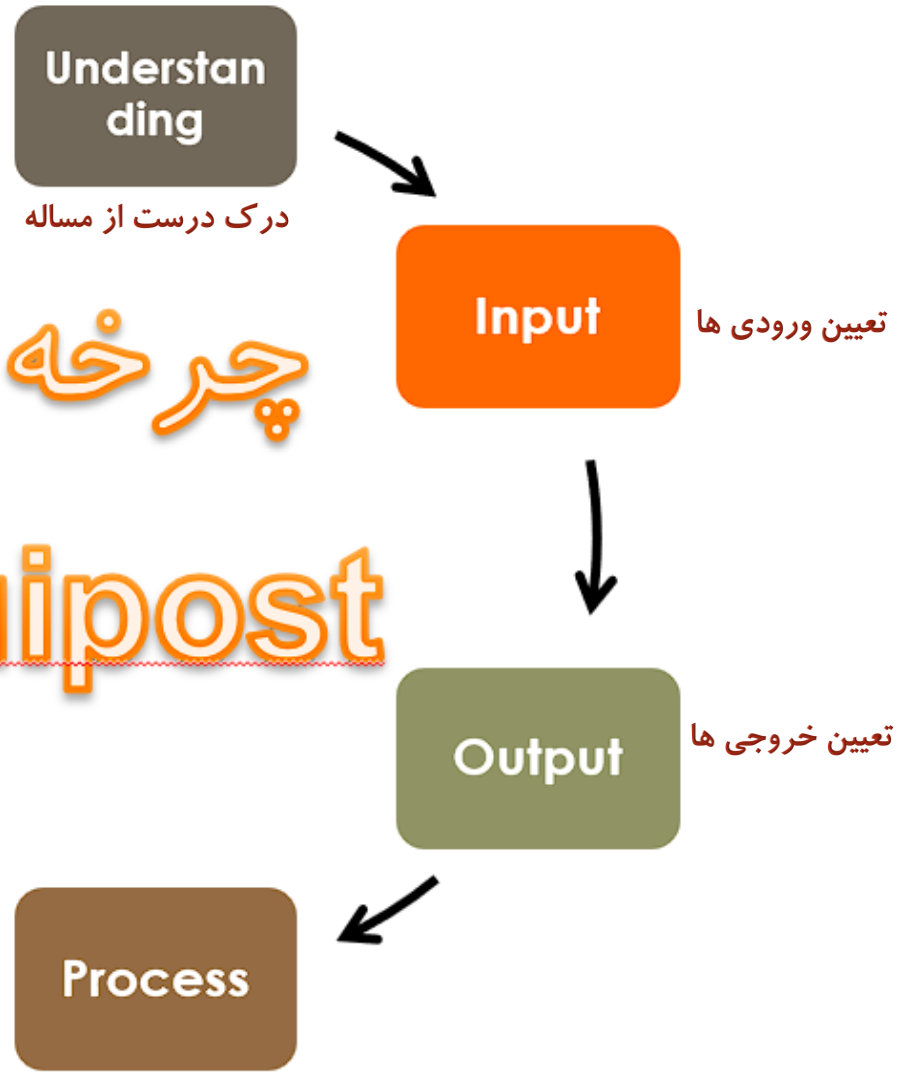 Understan
ding
درک درست از مساله
Input
تعیین ورودی ها
چرخه
uipost
Output
تعیین خروجی ها
Process